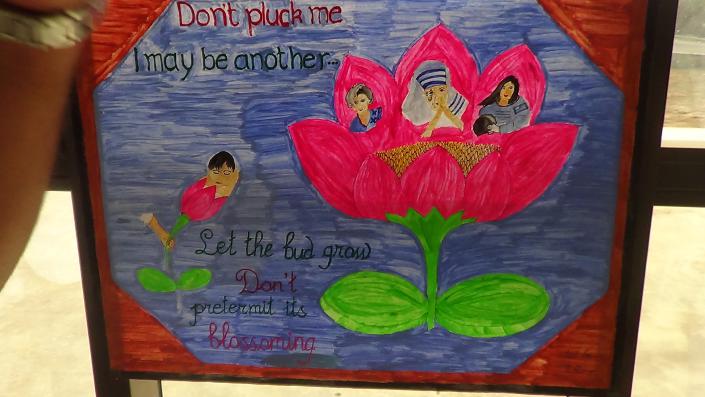 Don't pluck me
I may be another...
Let the bud grow
Don't
pretermit its
blossoming